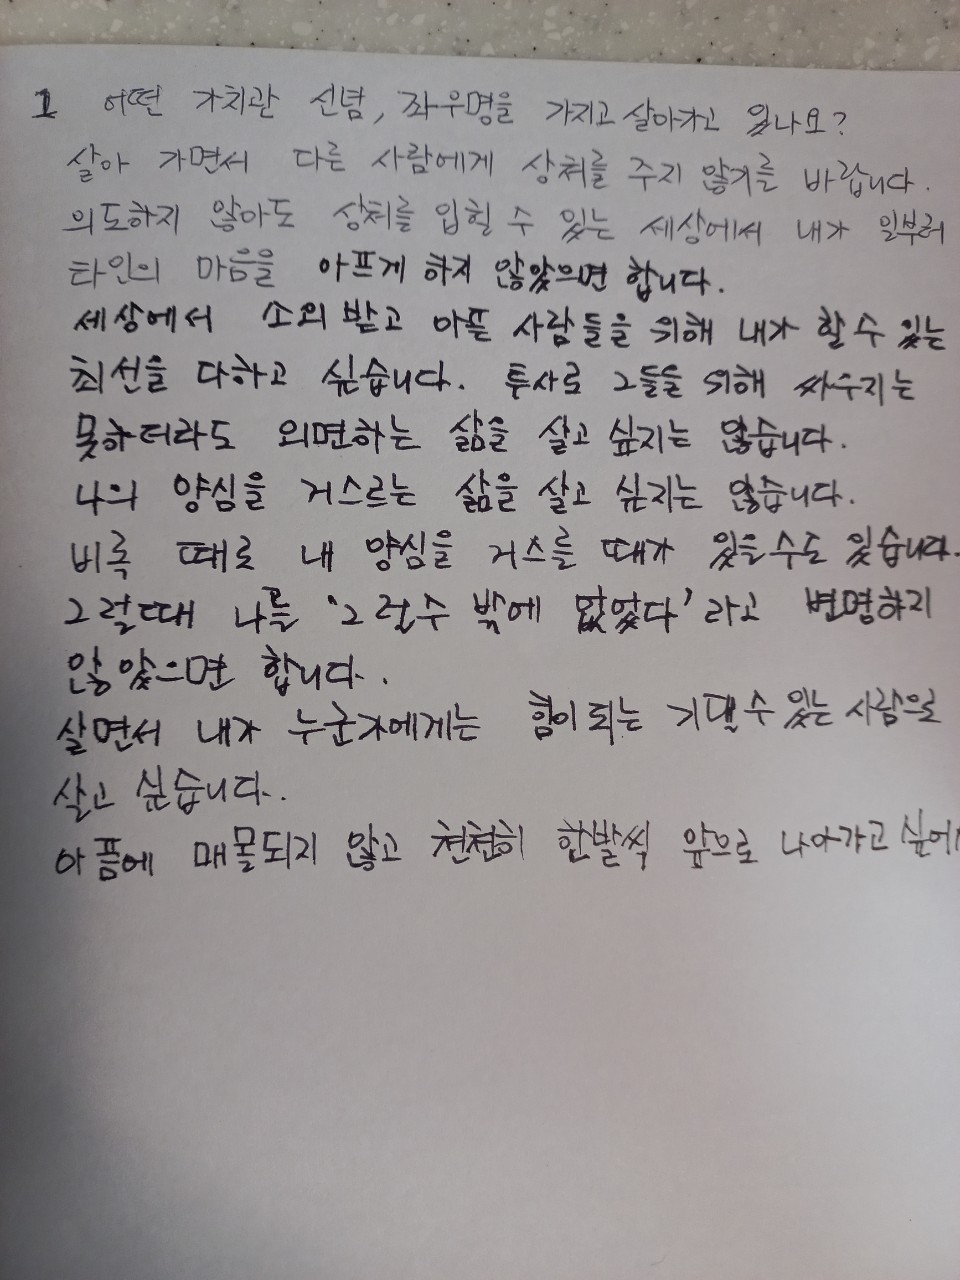 1 어떤 가치관 신념, 좌우명을 가지고 살아가고 있나요?
살아 가면서 다른 사람에게 상처를 주지 않기를 바랍니다.
의도하지 않아도 상처를 입힐 수 있는 세상에서 내가 일부러
타인의 마음을 아프게 하지 않았으면 합니다.
세상에서 소외 받고 아픈 사람들을 위해 내가 할 수 있는
최선을 다하고 싶습니다. 투사로 그들을 위해 싸우지는
못하더라도 외면하는 삶을 살고 싶지는 않습니다.
나의 양심을 거스르는 삶을 살고 싶지는 않습니다.
비록 때로 내 양심을 거스를 때가 있을수도 있습니다.
그럴때 나를 '그럴수 밖에 없었다'라고 변명하지
않았으면 합니다.
살면서 내가 누군가에게는 힘이 되는 기댈 수 있는 사람으로
살고 싶습니다.
아픔에 매몰되지 않고 천천히 한발씩 앞으로 나아가고